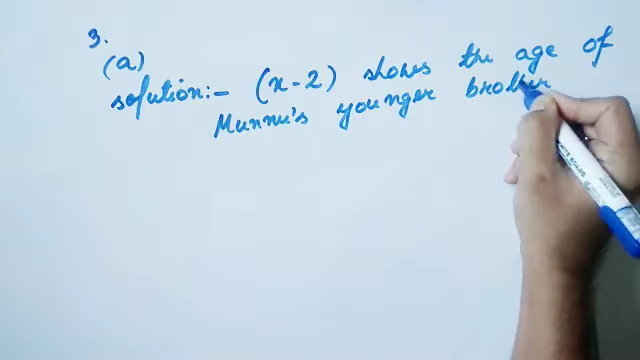 3.
(a)
solution:- (x-2) shows the age of
Munnu's younger brother